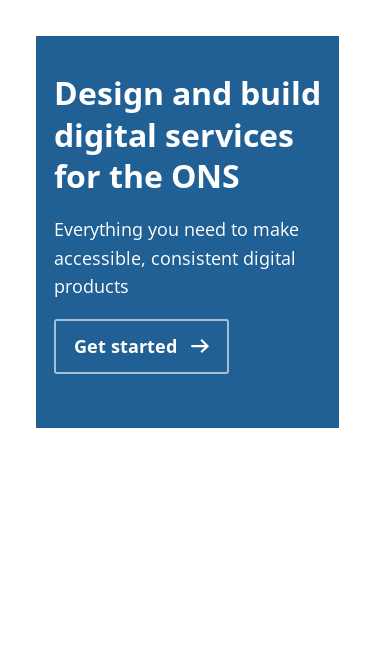 Design and build
digital services
for the ONS
Everything you need to make
accessible, consistent digital
products
Get started